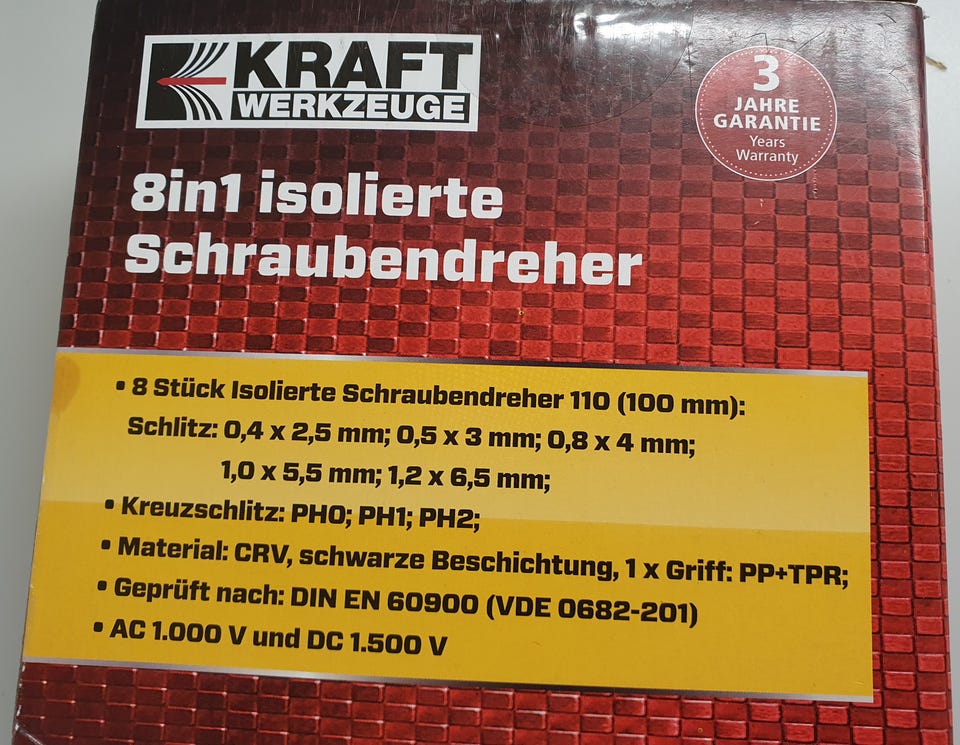 KRAFT
WERKZEUGE
3
JAHRE
GARANTIE
Years
Warranty
8in1 isolierte
Schraubendreher
• 8 Stück Isolierte Schraubendreher 110 (100 mm):
Schlitz: 0,4 x 2,5 mm; 0,5 x 3 mm; 0,8 x 4 mm;
1,0 x 5,5 mm; 1,2 x 6,5 mm;
• Kreuzschlitz: PH0; PH1; PH2;
• Material: CRV, schwarze Beschichtung, 1 x Griff: PP+TPR;
• Geprüft nach: DIN EN 60900 (VDE 0682-201)
• AC 1.000 V und DC 1.500 V